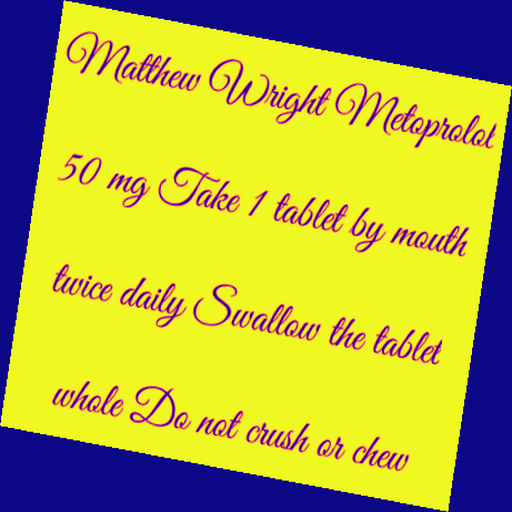 Matthew Wright Metoprolol
50 mg Take 1 tablet by mouth
twice daily Swallow the tablet
whole Do not crush or chew